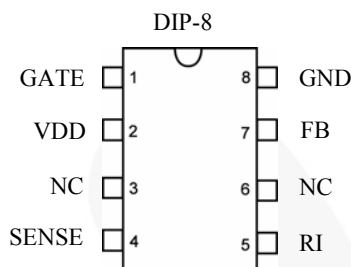 DIP-8
GATE 1 8 GND
VDD 2 7 FB
NC 3 6 NC
SENSE 4 5 RI